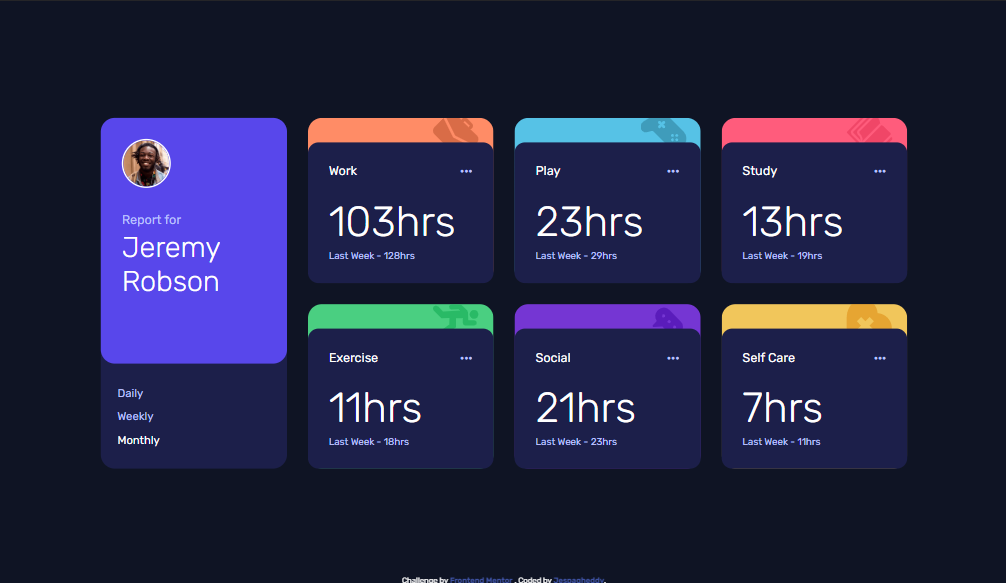 Report for
Jeremy
Robson
Daily
Weekly
Monthly
Work
103hrs
Last Week - 128hrs
Play
23hrs
Last Week - 29hrs
Study
13hrs
Last Week - 19hrs
Exercise
11hrs
Last Week - 18hrs
Social
21hrs
Last Week - 23hrs
Self Care
7hrs
Last Week - 11hrs
Challenge by Frontend Mentor . Coded by Jespagheddy.